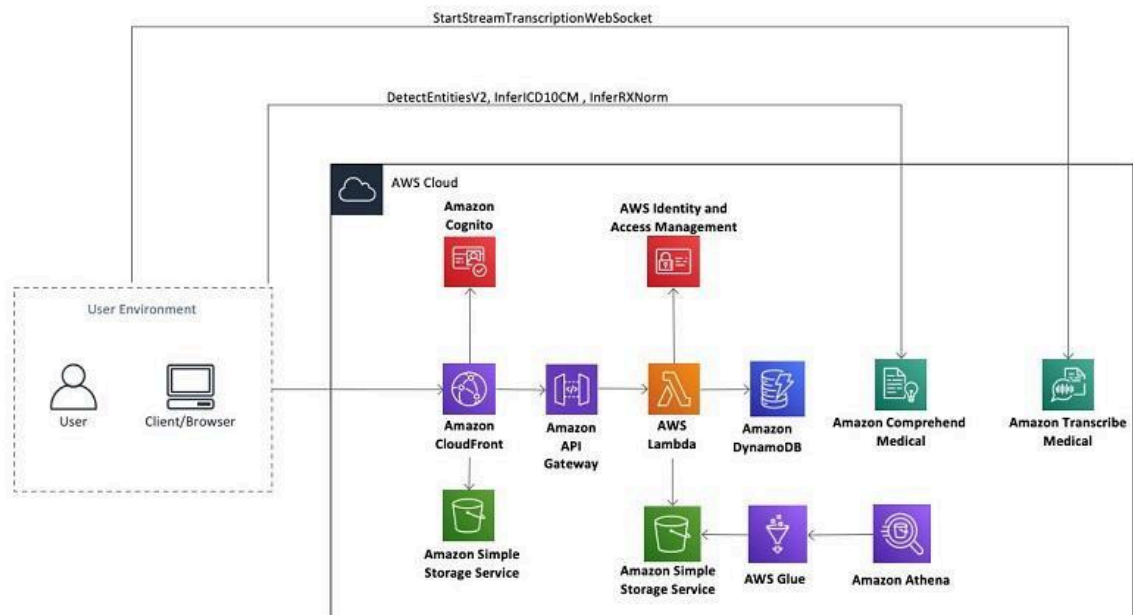 StartStreamTranscriptionWebSocket
DetectEntitiesV2, InferICD10CM , InferRXNorm
AWS Cloud
Amazon
Cognito
AWS Identity and
Access Management
User Environment
User
Client/Browser
Amazon
CloudFront
Amazon
API
Gateway
AWS
Lambda
Amazon
DynamoDB
Amazon Comprehend
Medical
Amazon Transcribe
Medical
Amazon Simple
Storage Service
Amazon Simple
Storage Service
AWS Glue
Amazon Athena